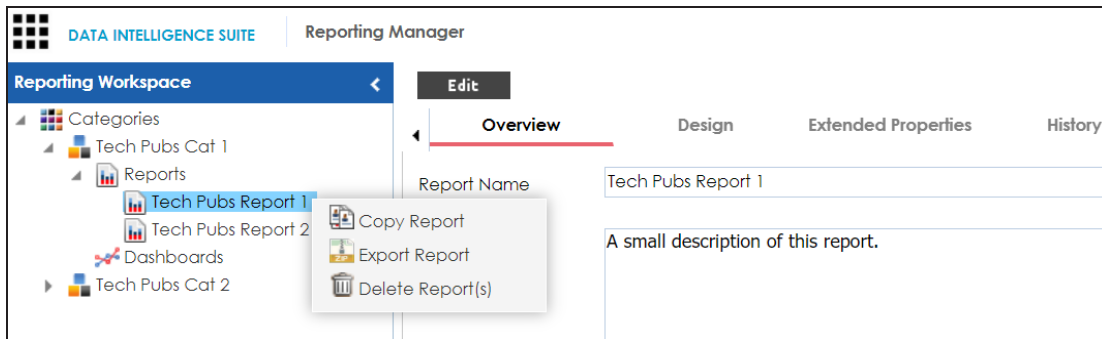 DATA INTELLIGENCE SUITE
Reporting Manager
Reporting Workspace
Edit
Categories
Overview
Design
Extended Properties
History
Tech Pubs Cat 1
Reports
Report Name
Tech Pubs Report 1
Tech Pubs Report 1
Copy Report
Tech Pubs Report 2
A small description of this report.
ZIP
Export Report
Dashboards
Tech Pubs Cat 2
Delete Report(s)